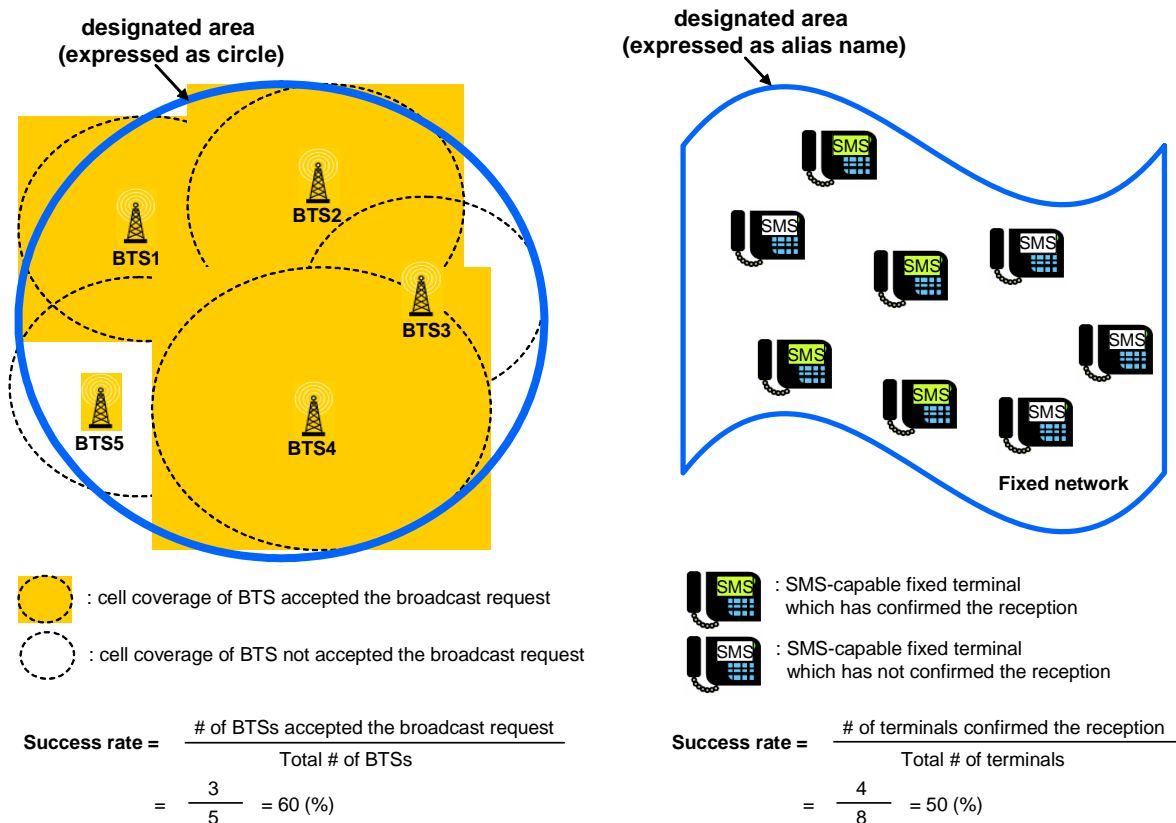 designated area
(expressed as circle)
BTS2
BTS1
BTS3
BTS5
BTS4
: cell coverage of BTS accepted the broadcast request
: cell coverage of BTS not accepted the broadcast request
Success rate =
# of BTSs accepted the broadcast request
Total # of BTSs
=
3
5
= 60 (%)
designated area
(expressed as alias name)
SMS
SMS
SMS
SMS
SMS
SMS
SMS
SMS
Fixed network
SMS
: SMS-capable fixed terminal
which has confirmed the reception
SMS
: SMS-capable fixed terminal
which has not confirmed the reception
Success rate =
# of terminals confirmed the reception
Total # of terminals
=
4
8
= 50 (%)